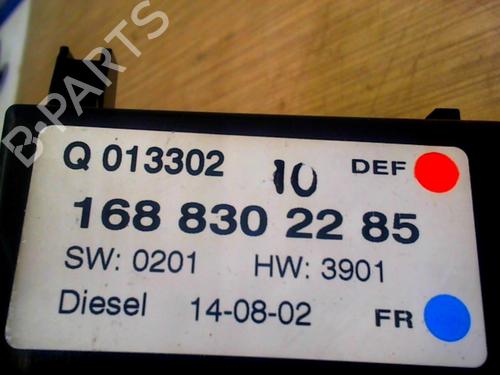 B-PARTS
Q 013302 10 DEF
168 830 22 85
SW: 0201 HW: 3901
Diesel 14-08-02 FR